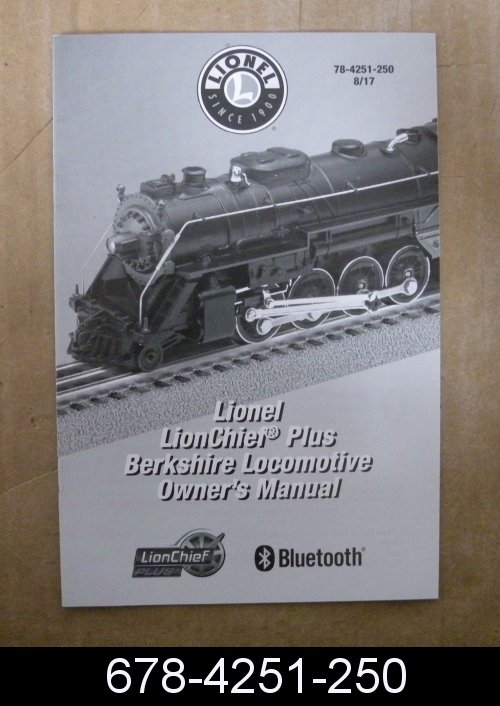 LIONEL
L
SINCE 1900
78-4251-250
8/17
Lionel
LionChief® Plus
Berkshire Locomotive
Owner's Manual
LionChief
PLUS
Bluetooth®
678-4251-250